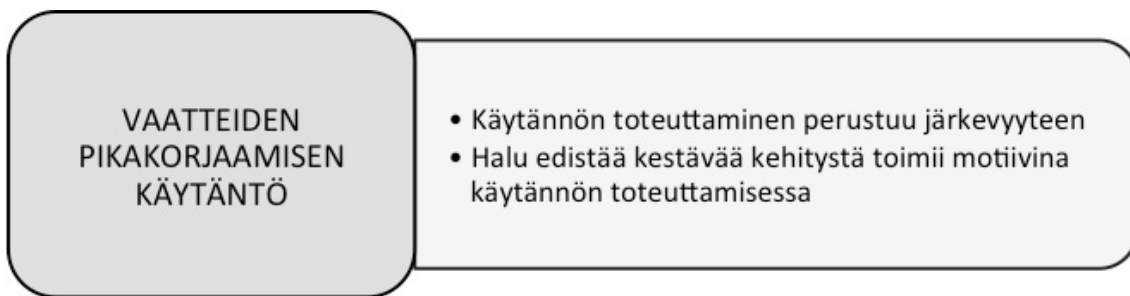 VAATTEIDEN
PIKAKORJAAMISEN
KÄYTÄNTÖ
• Käytännön toteuttaminen perustuu järkevyyteen
• Halu edistää kestävää kehitystä toimii motiivina
käytännön toteuttamisessa